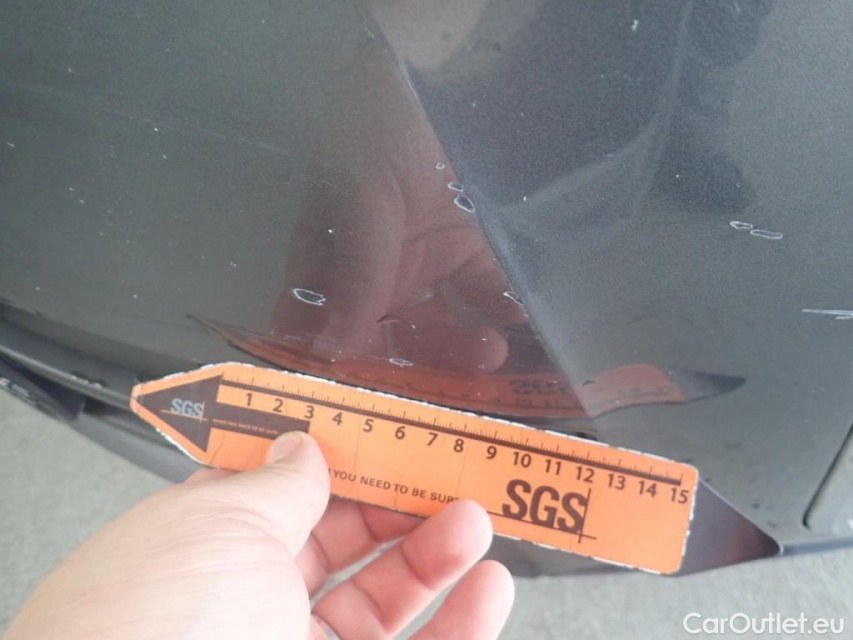 SGS
1 2 3 4 5 6 7 8 9 10 11 12 13 14 15
YOU NEED TO BE SUR
SGS
CarOutlet.eu